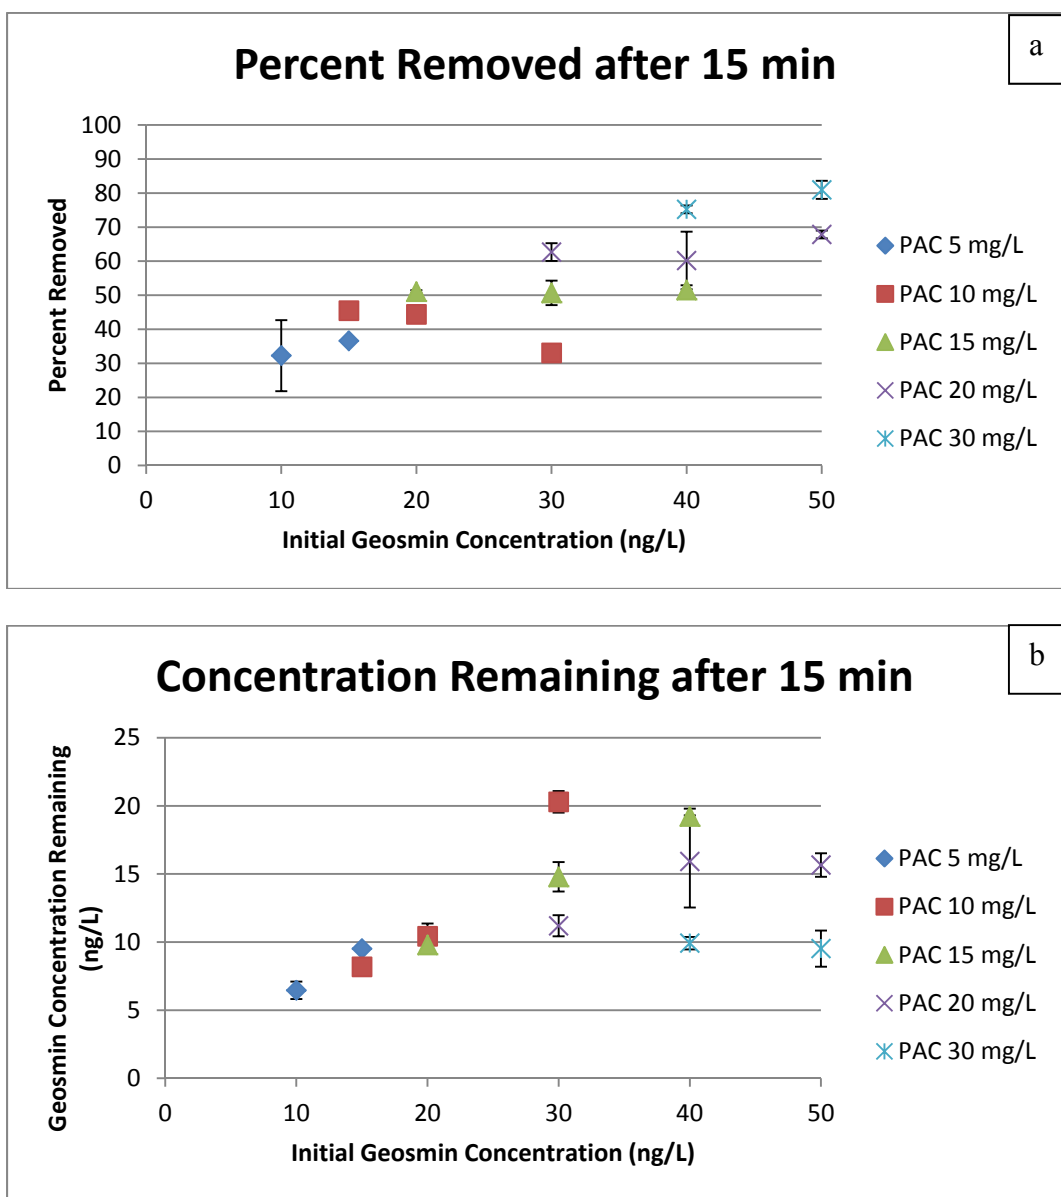 a
Percent Removed after 15 min
100
90
80
70
60
50
40
30
20
10
0
Percent Removed
0 10 20 30 40 50
Initial Geosmin Concentration (ng/L)
PAC 5 mg/L
PAC 10 mg/L
PAC 15 mg/L
PAC 20 mg/L
PAC 30 mg/L
b
Concentration Remaining after 15 min
25
20
15
10
5
0
Geosmin Concentration Remaining
(ng/L)
0 10 20 30 40 50
Initial Geosmin Concentration (ng/L)
PAC 5 mg/L
PAC 10 mg/L
PAC 15 mg/L
PAC 20 mg/L
PAC 30 mg/L